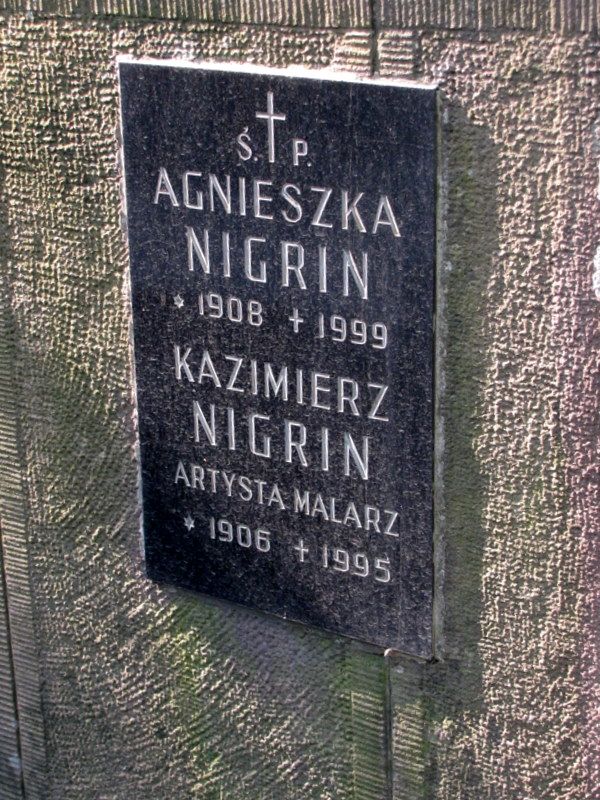 Ś. P.
AGNIESZKA
NIGRIN
* 1908 + 1999
KAZIMIERZ
NIGRIN
ARTYSTA MALARZ
* 1906 + 1995